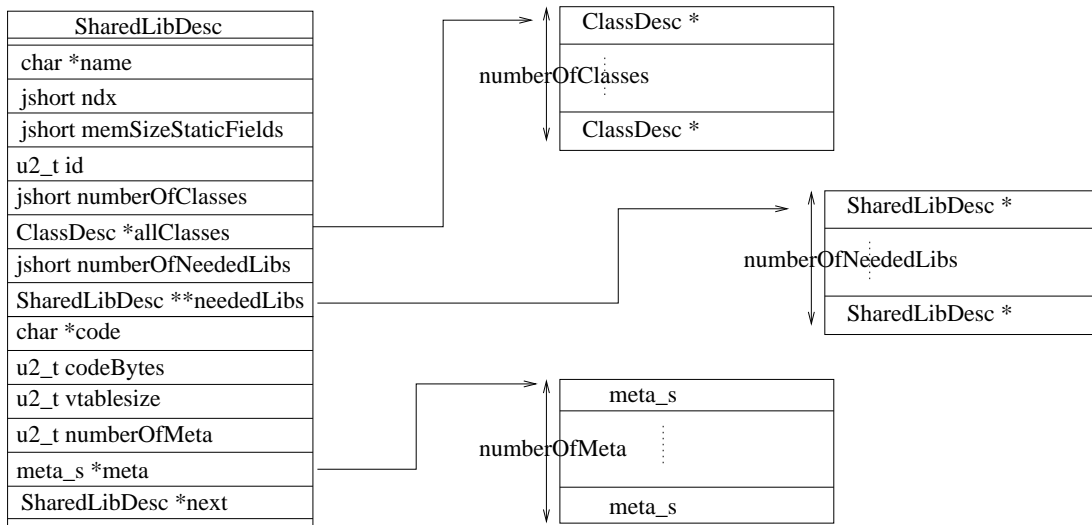 SharedLibDesc
char *name
jshort ndx
jshort memSizeStaticFields
u2_t id
jshort numberOfClasses
ClassDesc *allClasses
jshort numberOfNeededLibs
SharedLibDesc **neededLibs
char *code
u2_t codeBytes
u2_t vtablesize
u2_t numberOfMeta
meta_s *meta
SharedLibDesc *next
ClassDesc *
numberOfClasses
ClassDesc *
SharedLibDesc *
numberOfNeededLibs
SharedLibDesc *
meta_s
numberOfMeta
meta_s